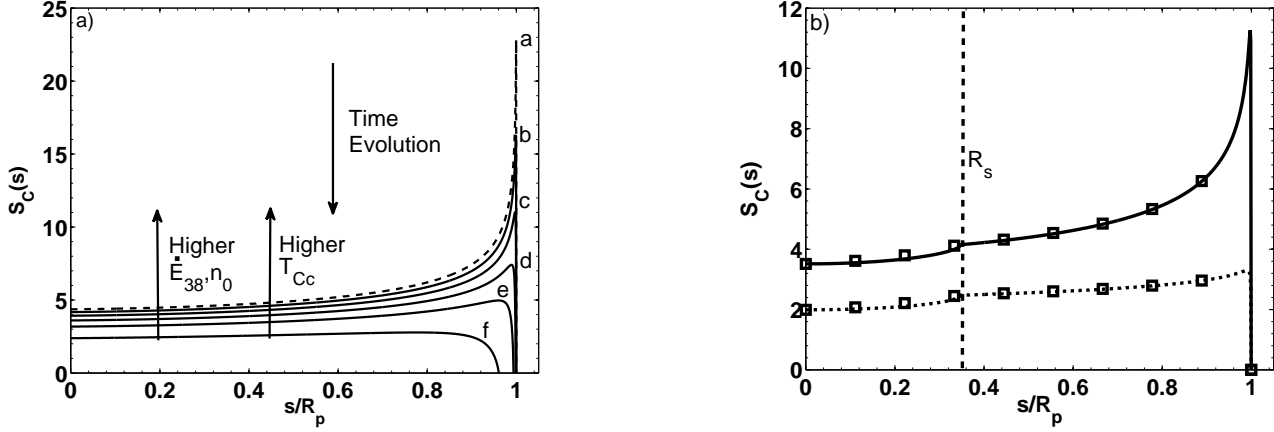 a)
25
20
15
10
5
0
S_C(s)
0
0.2
0.4
0.6
0.8
1
s/R_p
Time
Evolution
Higher
Ė_38,n_0
Higher
T_Cc
a
b
c
d
e
f
b)
12
10
8
6
4
2
0
S_C(s)
R_s
0
0.2
0.4
0.6
0.8
1
s/R_p